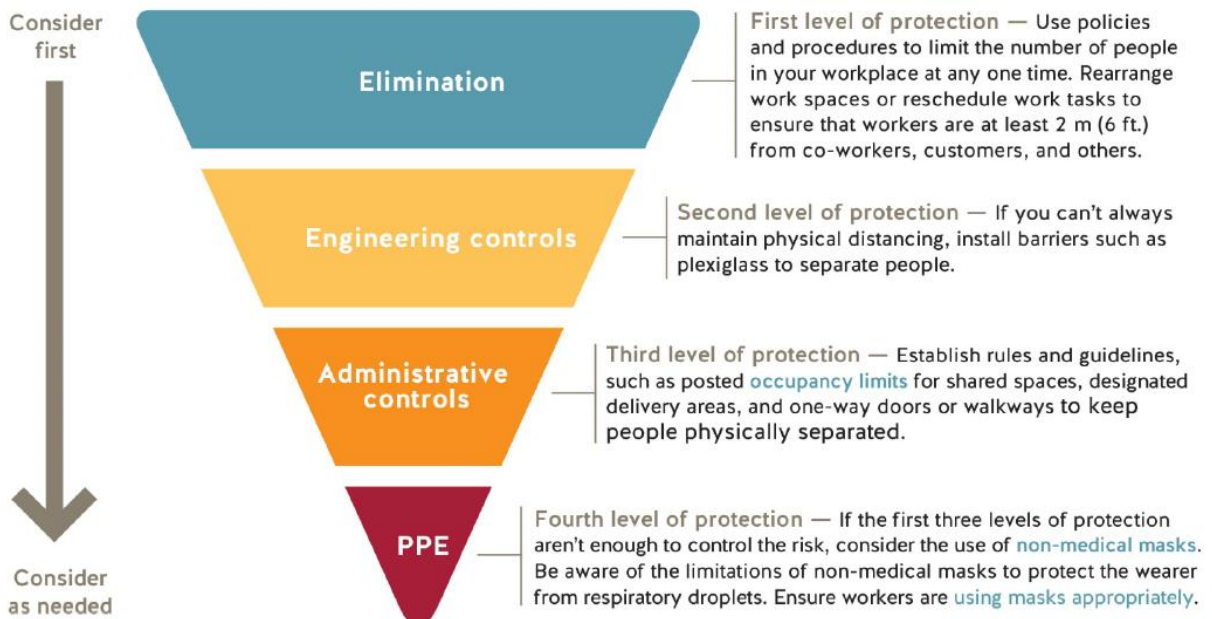 Consider
first
Elimination
First level of protection — Use policies
and procedures to limit the number of people
in your workplace at any one time. Rearrange
work spaces or reschedule work tasks to
ensure that workers are at least 2 m (6 ft.)
from co-workers, customers, and others.
Engineering controls
Second level of protection — If you can't always
maintain physical distancing, install barriers such as
plexiglass to separate people.
Administrative
controls
Third level of protection — Establish rules and guidelines,
such as posted occupancy limits for shared spaces, designated
delivery areas, and one-way doors or walkways to keep
people physically separated.
PPE
Fourth level of protection — If the first three levels of protection
aren't enough to control the risk, consider the use of non-medical masks.
Be aware of the limitations of non-medical masks to protect the wearer
from respiratory droplets. Ensure workers are using masks appropriately.
Consider
as needed